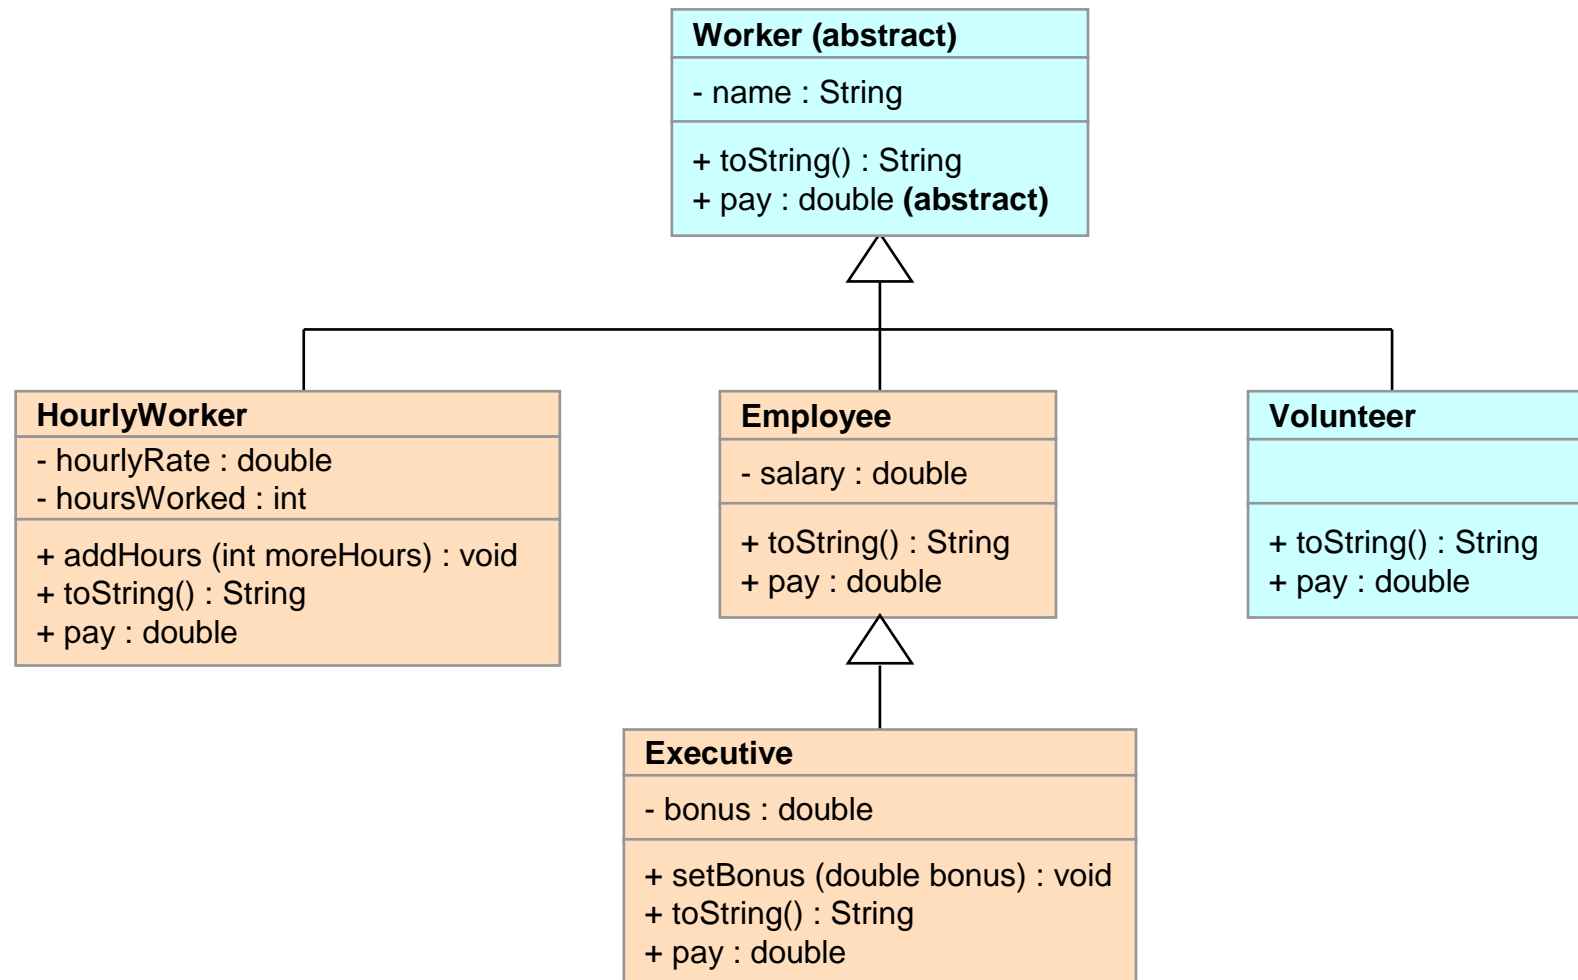 Worker (abstract)
- name : String
+ toString() : String
+ pay : double (abstract)
HourlyWorker
- hourlyRate : double
- hoursWorked : int
+ addHours (int moreHours) : void
+ toString() : String
+ pay : double
Employee
- salary : double
+ toString() : String
+ pay : double
Volunteer
+ toString() : String
+ pay : double
Executive
- bonus : double
+ setBonus (double bonus) : void
+ toString() : String
+ pay : double